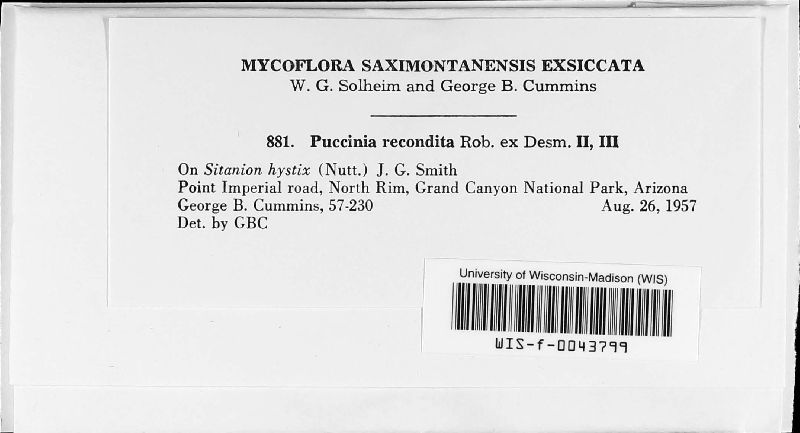 MYCOFLORA SAXIMONTANENSIS EXSICCATA
W. G. Solheim and George B. Cummins
881. Puccinia recondita Rob. ex Desm. II, III
On Sitanion hystix (Nutt.) J. G. Smith
Point Imperial road, North Rim, Grand Canyon National Park, Arizona
George B. Cummins, 57-230 Aug. 26, 1957
Det. by GBC
University of Wisconsin-Madison (WIS)
WIS-f-0043799